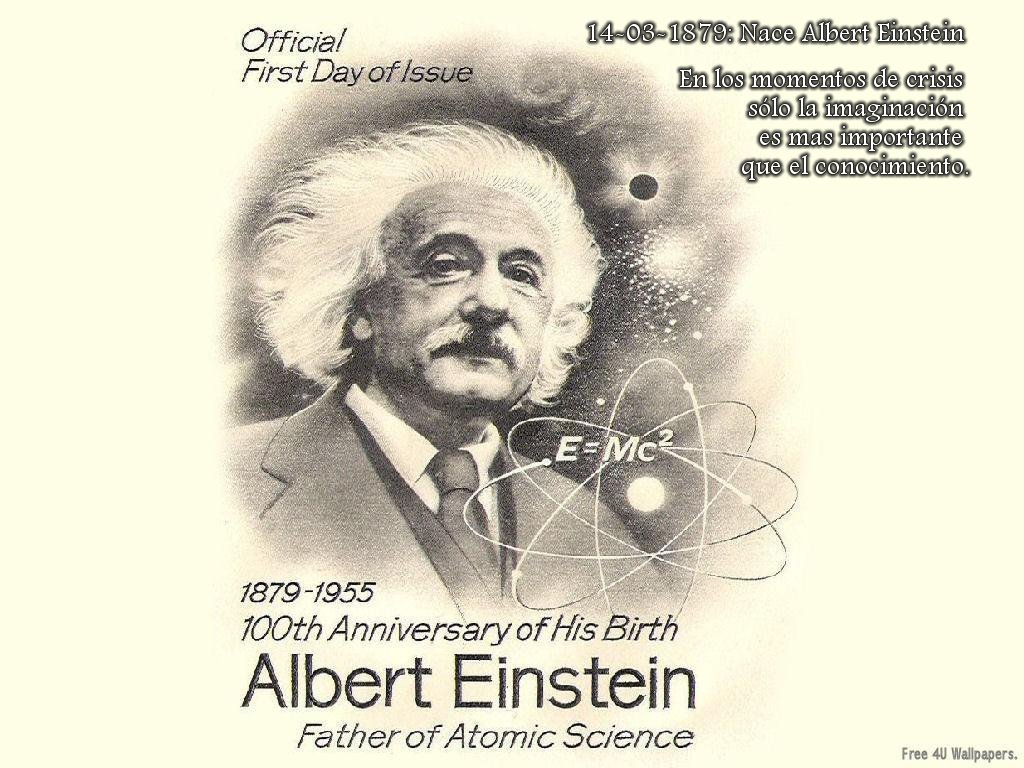 Official
First Day of Issue
14-03-1879: Nace Albert Einstein
En los momentos de crisis
sólo la imaginación
es mas importante
que el conocimiento.
E=Mc²
1879-1955
100th Anniversary of His Birth
Albert Einstein
Father of Atomic Science
Free 4U Wallpapers.